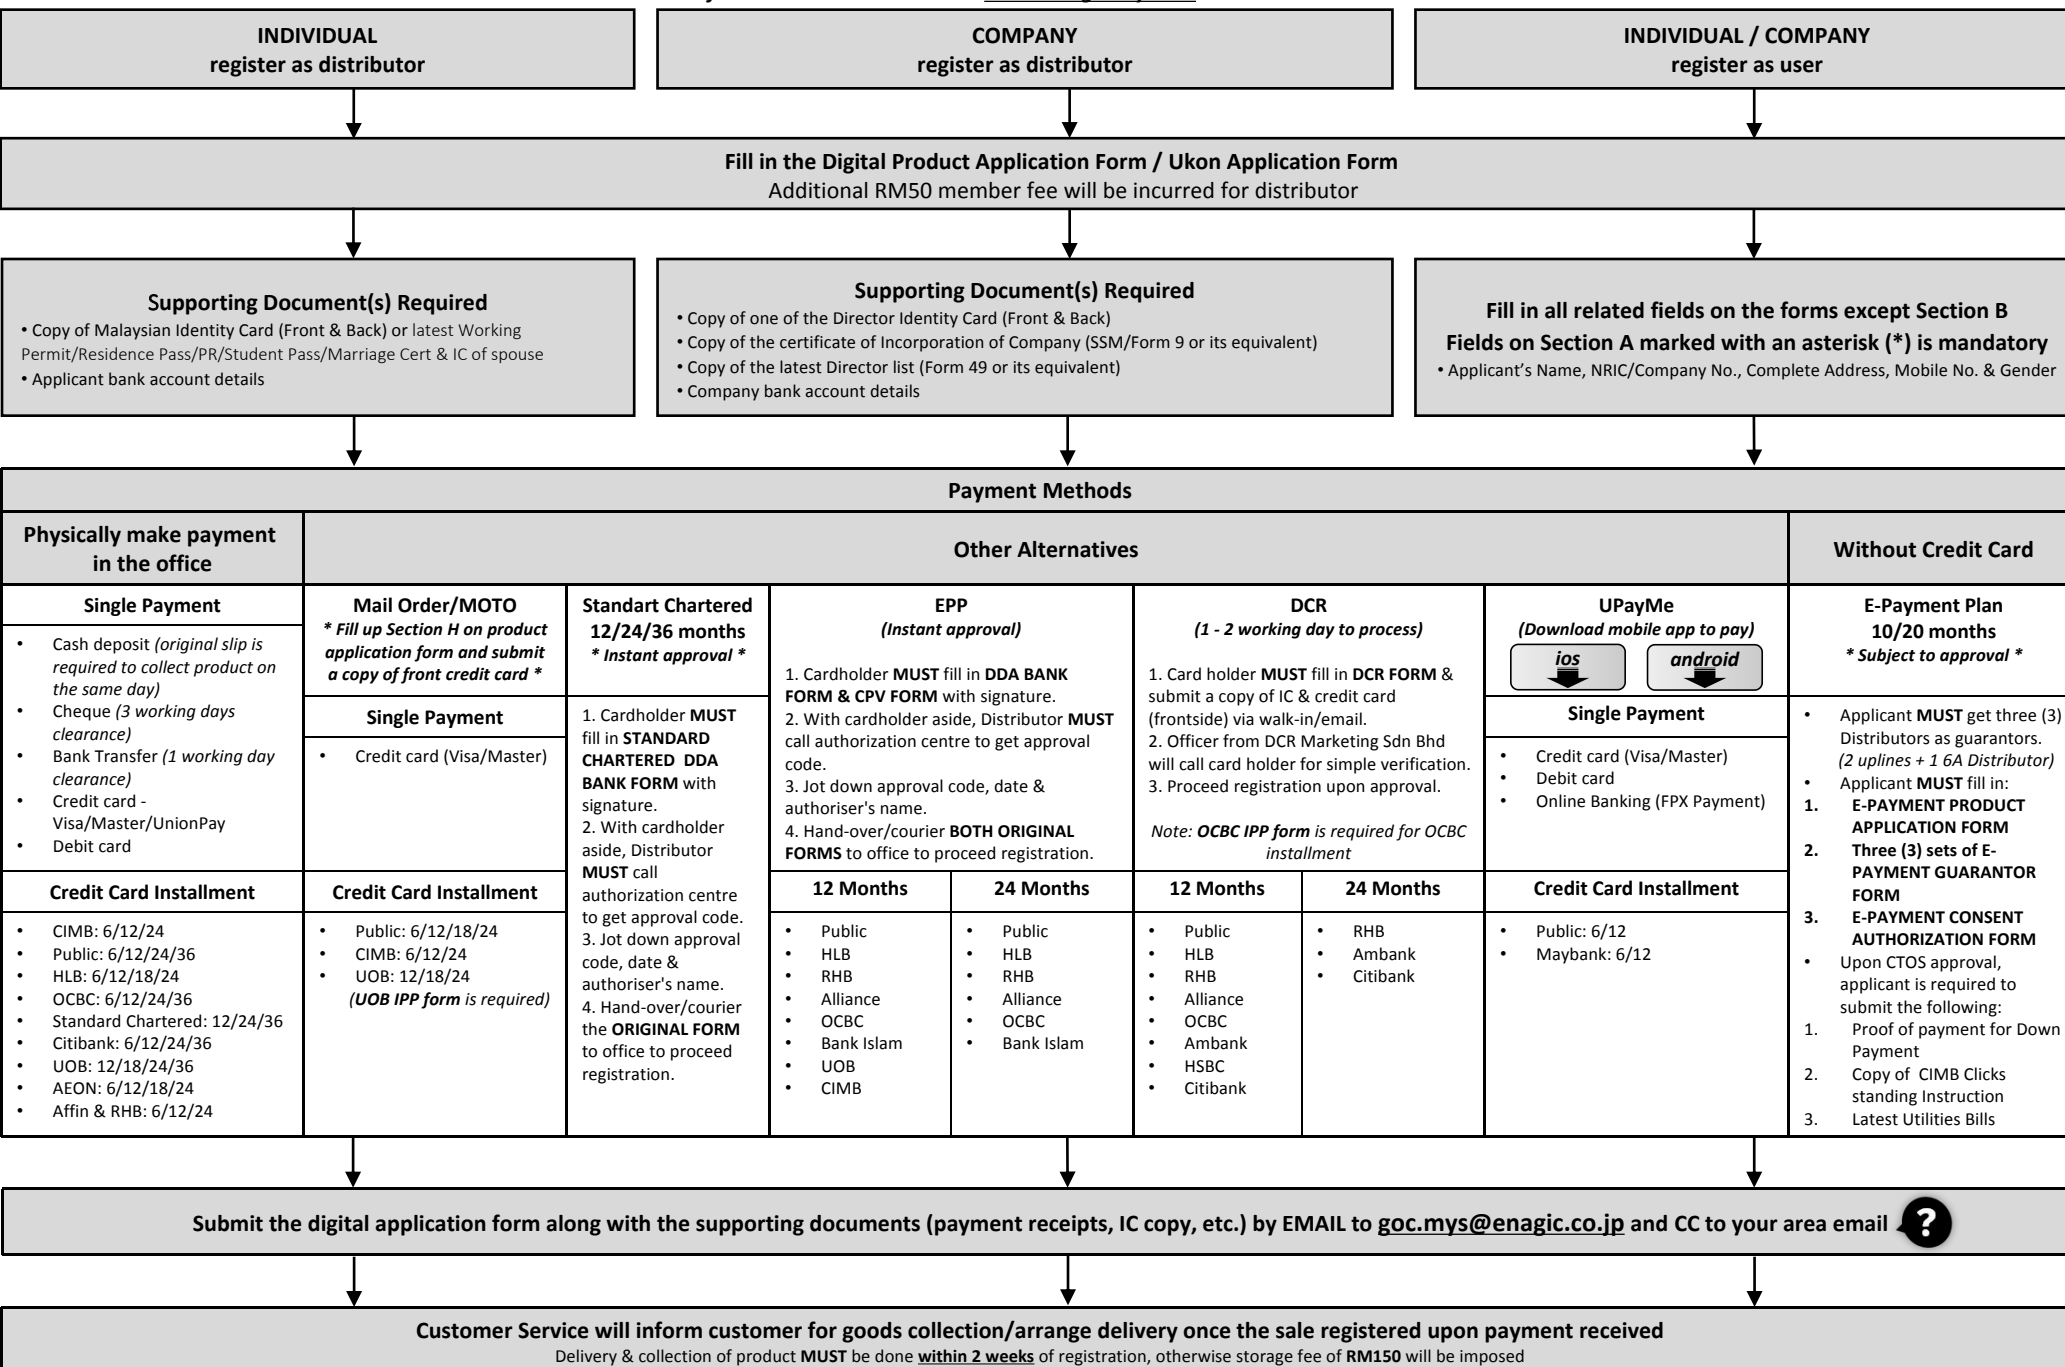 INDIVIDUAL
register as distributor
COMPANY
register as distributor
INDIVIDUAL / COMPANY
register as user
Fill in the Digital Product Application Form / Ukon Application Form
Additional RM50 member fee will be incurred for distributor
Supporting Document(s) Required
• Copy of Malaysian Identity Card (Front & Back) or latest Working
Permit/Residence Pass/PR/Student Pass/Marriage Cert & IC of spouse
• Applicant bank account details
Supporting Document(s) Required
• Copy of one of the Director Identity Card (Front & Back)
• Copy of the certificate of Incorporation of Company (SSM/Form 9 or its equivalent)
• Copy of the latest Director list (Form 49 or its equivalent)
• Company bank account details
Fill in all related fields on the forms except Section B
Fields on Section A marked with an asterisk (*) is mandatory
• Applicant's Name, NRIC/Company No., Complete Address, Mobile No. & Gender
Payment Methods
Physically make payment
in the office
Other Alternatives
Without Credit Card
Single Payment
• Cash deposit (original slip is
required to collect product on
the same day)
• Cheque (3 working days
clearance)
• Bank Transfer (1 working day
clearance)
• Credit card -
Visa/Master/UnionPay
• Debit card
Credit Card Installment
• CIMB: 6/12/24
• Public: 6/12/24/36
• HLB: 6/12/18/24
• OCBC: 6/12/24/36
• Standard Chartered: 12/24/36
• Citibank: 6/12/24/36
• UOB: 12/18/24/36
• AEON: 6/12/18/24
• Affin & RHB: 6/12/24
Mail Order/MOTO
* Fill up Section H on product
application form and submit
a copy of front credit card *
Single Payment
• Credit card (Visa/Master)
Credit Card Installment
• Public: 6/12/18/24
• CIMB: 6/12/24
• UOB: 12/18/24
(UOB IPP form is required)
Standart Chartered
12/24/36 months
* Instant approval *
1. Cardholder MUST
fill in STANDARD
CHARTERED DDA
BANK FORM with
signature.
2. With cardholder
aside, Distributor
MUST call
authorization centre
to get approval code.
3. Jot down approval
code, date &
authoriser's name.
4. Hand-over/courier
the ORIGINAL FORM
to office to proceed
registration.
EPP
(Instant approval)
1. Cardholder MUST fill in DDA BANK
FORM & CPV FORM with signature.
2. With cardholder aside, Distributor MUST
call authorization centre to get approval
code.
3. Jot down approval code, date &
authoriser's name.
4. Hand-over/courier BOTH ORIGINAL
FORMS to office to proceed registration.
12 Months
• Public
• HLB
• RHB
• Alliance
• OCBC
• Bank Islam
• UOB
• CIMB
24 Months
• Public
• HLB
• RHB
• Alliance
• OCBC
• Bank Islam
DCR
(1 - 2 working day to process)
1. Card holder MUST fill in DCR FORM &
submit a copy of IC & credit card
(frontside) via walk-in/email.
2. Officer from DCR Marketing Sdn Bhd
will call card holder for simple verification.
3. Proceed registration upon approval.
Note: OCBC IPP form is required for OCBC
installment
12 Months
• Public
• HLB
• RHB
• Alliance
• OCBC
• Ambank
• HSBC
• Citibank
24 Months
• RHB
• Ambank
• Citibank
UPayMe
(Download mobile app to pay)
ios
android
Single Payment
• Credit card (Visa/Master)
• Debit card
• Online Banking (FPX Payment)
Credit Card Installment
• Public: 6/12
• Maybank: 6/12
E-Payment Plan
10/20 months
* Subject to approval *
• Applicant MUST get three (3)
Distributors as guarantors.
(2 uplines + 1 6A Distributor)
• Applicant MUST fill in:
1. E-PAYMENT PRODUCT
APPLICATION FORM
2. Three (3) sets of E-
PAYMENT GUARANTOR
FORM
3. E-PAYMENT CONSENT
AUTHORIZATION FORM
• Upon CTOS approval,
applicant is required to
submit the following:
1. Proof of payment for Down
Payment
2. Copy of CIMB Clicks
standing Instruction
3. Latest Utilities Bills
Submit the digital application form along with the supporting documents (payment receipts, IC copy, etc.) by EMAIL to goc.mys@enagic.co.jp and CC to your area email ?
Customer Service will inform customer for goods collection/arrange delivery once the sale registered upon payment received
Delivery & collection of product MUST be done within 2 weeks of registration, otherwise storage fee of RM150 will be imposed